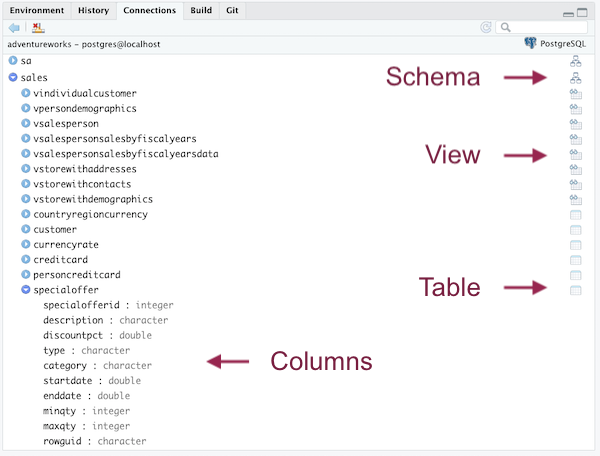 Environment History Connections Build Git
adventureworks - postgres@localhost PostgreSQL
sa
sales
Schema
vindividualcustomer
vpersondemographics
vsalesperson
vsalespersonsalesbyfiscalyears
vsalespersonsalesbyfiscalyearsdata
View
vstorewithaddresses
vstorewithcontacts
vstorewithdemographics
countryregioncurrency
customer
currencyrate
creditcard
personcreditcard
specialoffer
Table
specialofferid : integer
description : character
discountpct : double
type : character
category : character
Columns
startdate : double
enddate : double
minqty : integer
maxqty : integer
rowguid : character